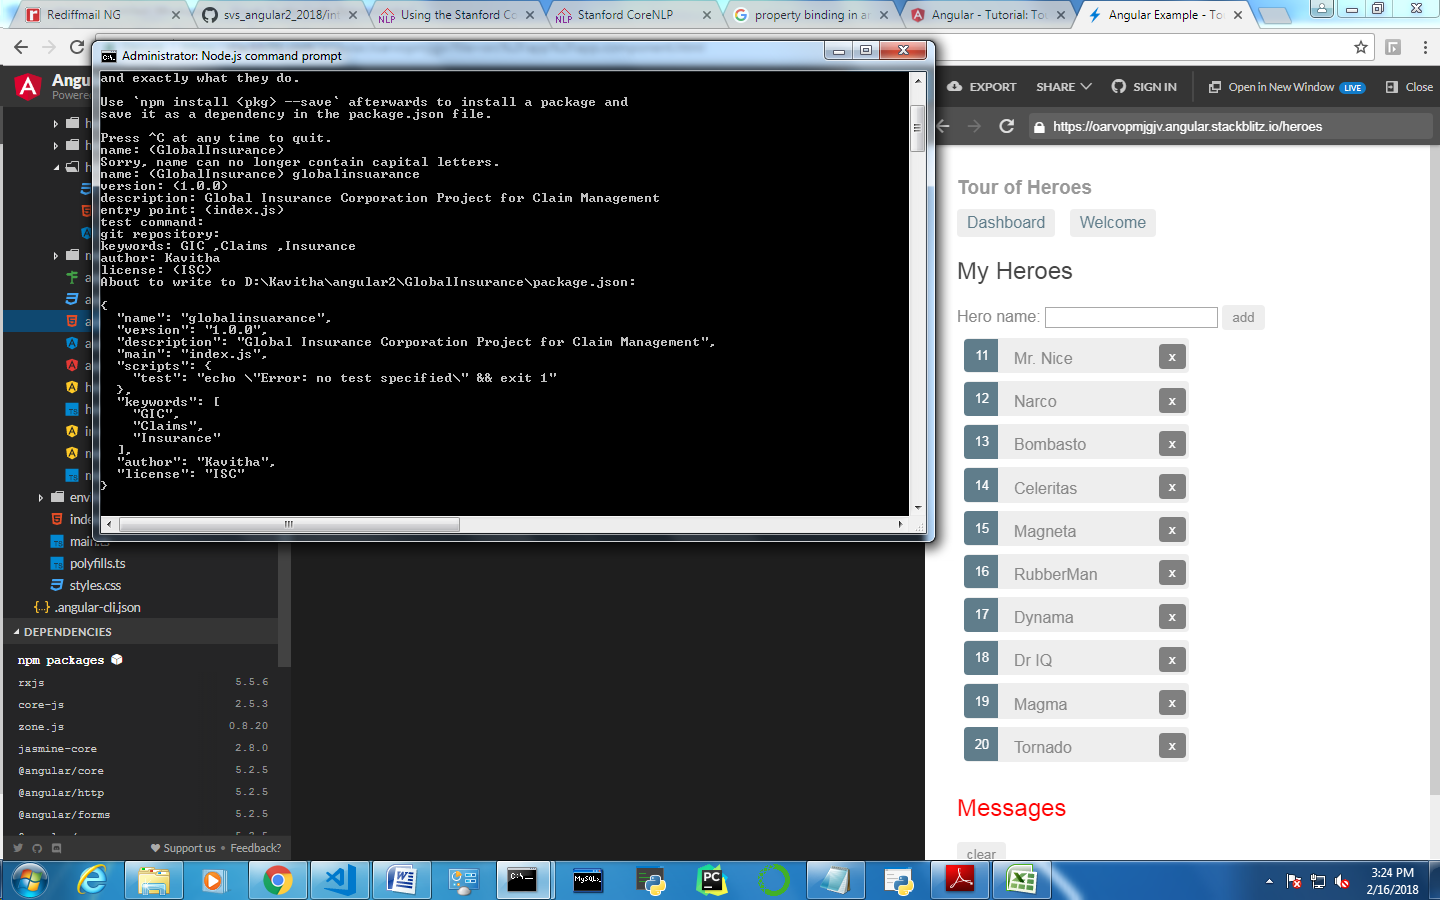 Rediffmail NG
svs_angular2_2018/int
Using the Stanford Co
Stanford CoreNLP
property binding in an
Angular - Tutorial: Tou
Angular Example - To
Administrator: Node.js command prompt
and exactly what they do.
Use `npm install <pkg> --save` afterwards to install a package and
save it as a dependency in the package.json file.
Press ^C at any time to quit.
name: (GlobalInsurance)
Sorry, name can no longer contain capital letters.
name: (GlobalInsurance) globalinsuarance
version: (1.0.0)
description: Global Insurance Corporation Project for Claim Management
entry point: (index.js)
test command:
git repository:
keywords: GIC ,Claims ,Insurance
author: Kavitha
license: (ISC)
About to write to D:\Kavitha\angular2\GlobalInsurance\package.json:
{
"name": "globalinsuarance",
"version": "1.0.0",
"description": "Global Insurance Corporation Project for Claim Management",
"main": "index.js",
"scripts": {
"test": "echo \"Error: no test specified\" && exit 1"
},
"keywords": [
"GIC",
"Claims",
"Insurance"
],
"author": "Kavitha",
"license": "ISC"
}
Powere
env
inde
main.ts
polyfills.ts
styles.css
{..} .angular-cli.json
DEPENDENCIES
npm packages
rxjs 5.5.6
core-js 2.5.3
zone.js 0.8.20
jasmine-core 2.8.0
@angular/core 5.2.5
@angular/http 5.2.5
@angular/forms 5.2.5
Support us • Feedback?
EXPORT SHARE SIGN IN Open in New Window LIVE Close
https://oarvopmjgjv.angular.stackblitz.io/heroes
Tour of Heroes
Dashboard Welcome
My Heroes
Hero name: add
11 Mr. Nice x
12 Narco x
13 Bombasto x
14 Celeritas x
15 Magneta x
16 RubberMan x
17 Dynama x
18 Dr IQ x
19 Magma x
20 Tornado x
Messages
clear
3:24 PM
2/16/2018